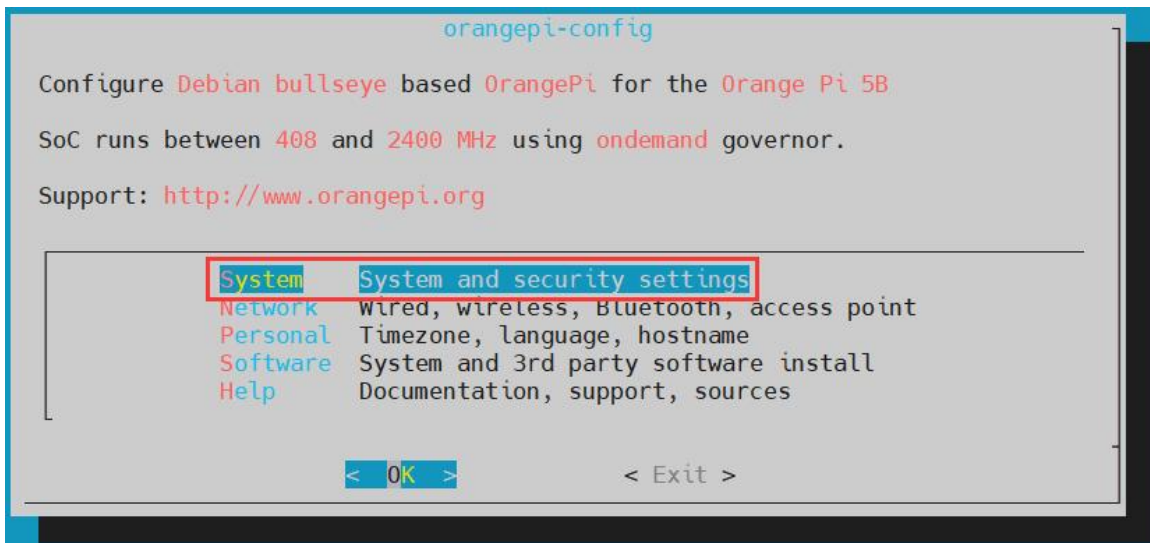 orangepi-config
Configure Debian bullseye based OrangePi for the Orange Pi 5B
SoC runs between 408 and 2400 MHz using ondemand governor.
Support: http://www.orangepi.org
System System and security settings
Network Wired, wireless, Bluetooth, access point
Personal Timezone, language, hostname
Software System and 3rd party software install
Help Documentation, support, sources
< OK > < Exit >